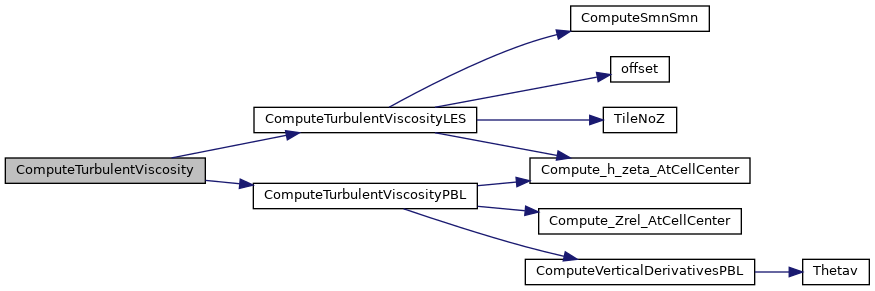 ComputeSmnSmn
offset
ComputeTurbulentViscosityLES
TileNoZ
ComputeTurbulentViscosity
Compute_h_zeta_AtCellCenter
ComputeTurbulentViscosityPBL
Compute_Zrel_AtCellCenter
ComputeVerticalDerivativesPBL
Thetav